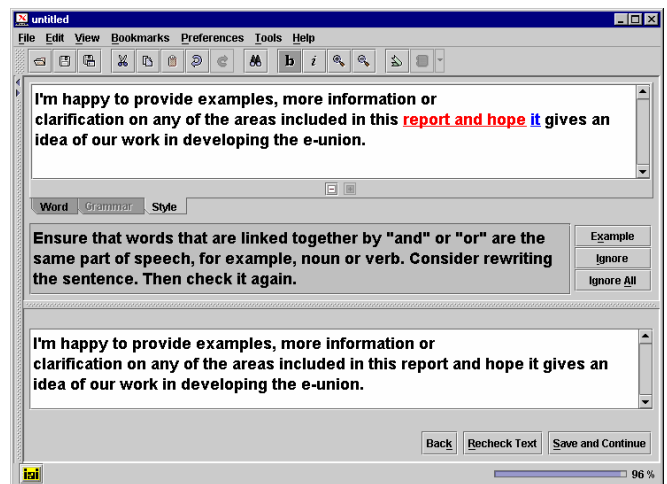 untitled
File Edit View Bookmarks Preferences Tools Help
b i
I'm happy to provide examples, more information or
clarification on any of the areas included in this report and hope it gives an
idea of our work in developing the e-union.
Word Grammar Style
Ensure that words that are linked together by "and" or "or" are the
same part of speech, for example, noun or verb. Consider rewriting
the sentence. Then check it again.
Example
Ignore
Ignore All
I'm happy to provide examples, more information or
clarification on any of the areas included in this report and hope it gives an
idea of our work in developing the e-union.
Back Recheck Text Save and Continue
96 %